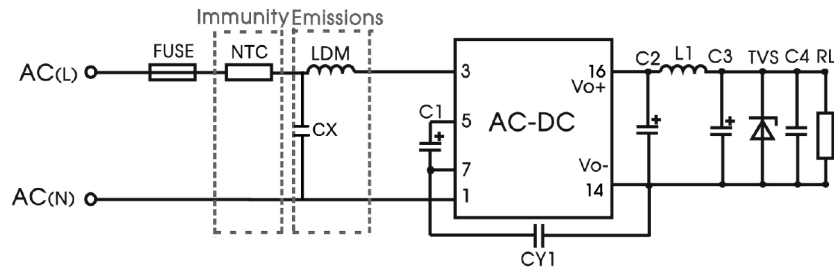 Immunity Emissions
FUSE NTC LDM
AC(L)
CX
C1 +
3
5
7
1
AC-DC
16
Vo+
Vo-
14
C2 L1 C3 TVS C4 RL
+ +
AC(N)
CY1